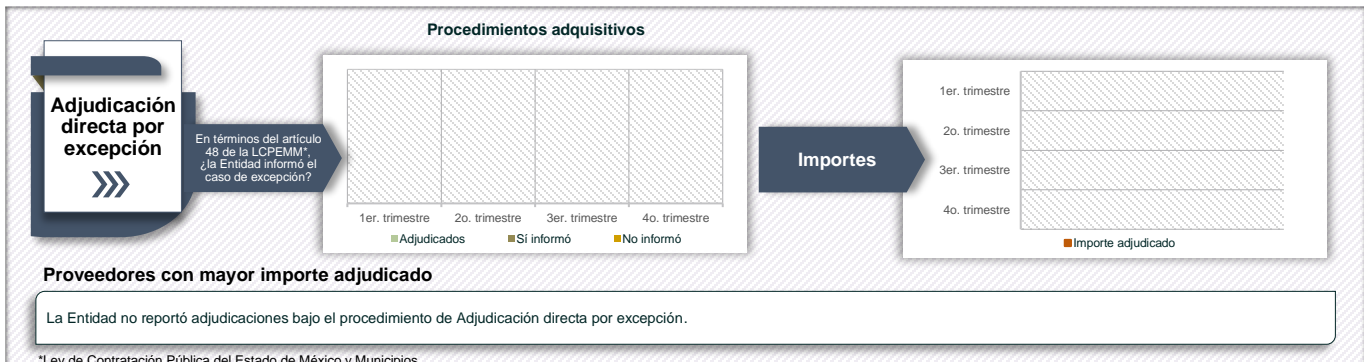 Procedimientos adquisitivos
Adjudicación
directa por
excepción
En términos del artículo
48 de la LCPEMM*,
¿la Entidad informó el
caso de excepción?
1er. trimestre 2o. trimestre 3er. trimestre 4o. trimestre
Adjudicados Sí informó No informó
Importes
1er. trimestre
2o. trimestre
3er. trimestre
4o. trimestre
Importe adjudicado
Proveedores con mayor importe adjudicado
La Entidad no reportó adjudicaciones bajo el procedimiento de Adjudicación directa por excepción.
*Ley de Contratación Pública del Estado de México y Municipios